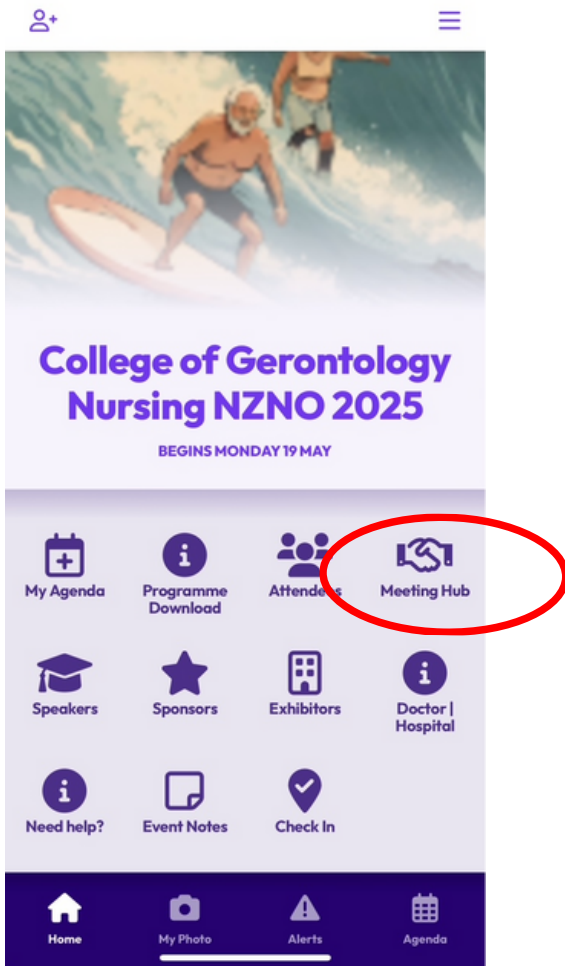 College of Gerontology
Nursing NZNO 2025
BEGINS MONDAY 19 MAY
My Agenda
Programme
Download
Attendees
Meeting Hub
Speakers
Sponsors
Exhibitors
Doctor |
Hospital
Need help?
Event Notes
Check In
Home
My Photo
Alerts
Agenda